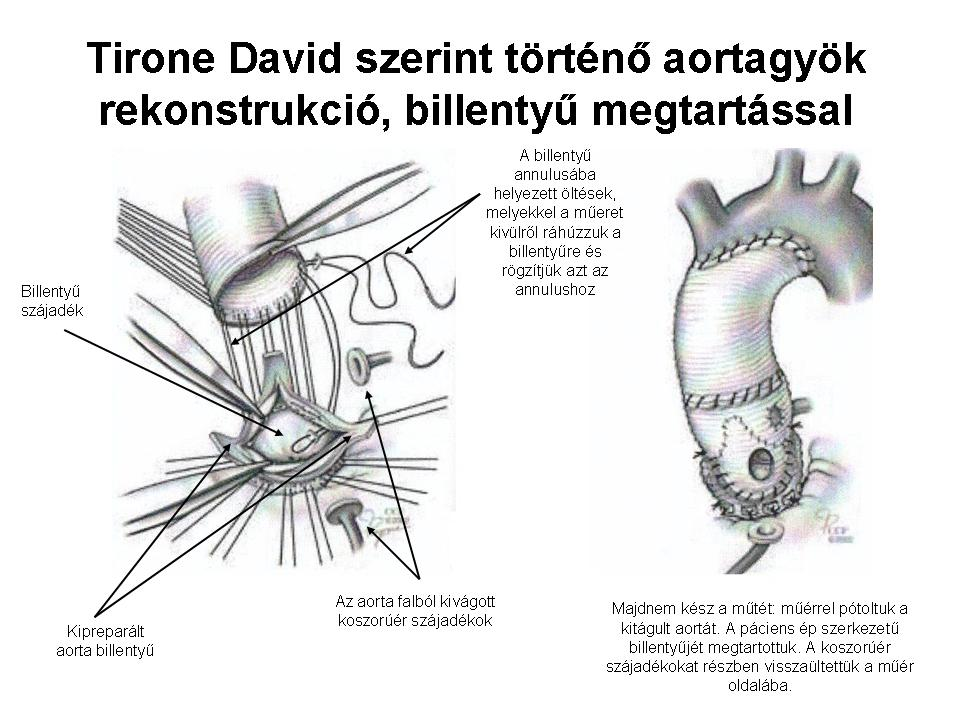 Tirone David szerint történő aortagyök
rekonstrukció, billentyű megtartással
A billentyű
annulusába
helyezett öltések,
melyekkel a műeret
kivülről ráhúzzuk a
billentyűre és
rögzítjük azt az
annulushoz
Billentyű
szájadék
Kipreparált
aorta billentyű
Az aorta falból kivágott
koszorúér szájadékok
Majdnem kész a műtét: műérrel pótoltuk a
kitágult aortát. A páciens ép szerkezetű
billentyűjét megtartottuk. A koszorúér
szájadékokat részben visszaültettük a műér
oldalába.